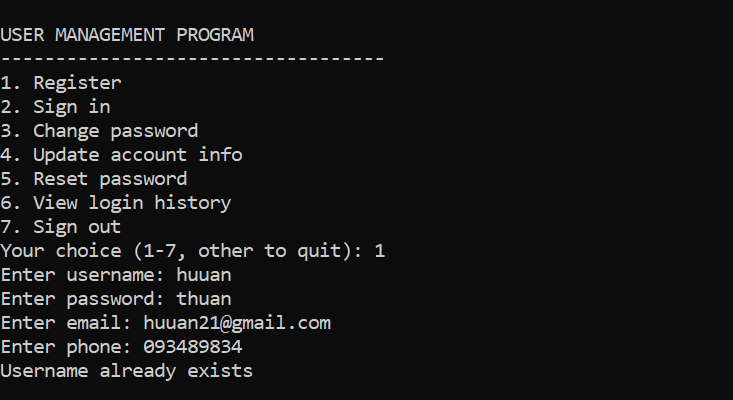 USER MANAGEMENT PROGRAM
-----------------------------------
1. Register
2. Sign in
3. Change password
4. Update account info
5. Reset password
6. View login history
7. Sign out
Your choice (1-7, other to quit): 1
Enter username: huuan
Enter password: thuan
Enter email: huuan21@gmail.com
Enter phone: 093489834
Username already exists